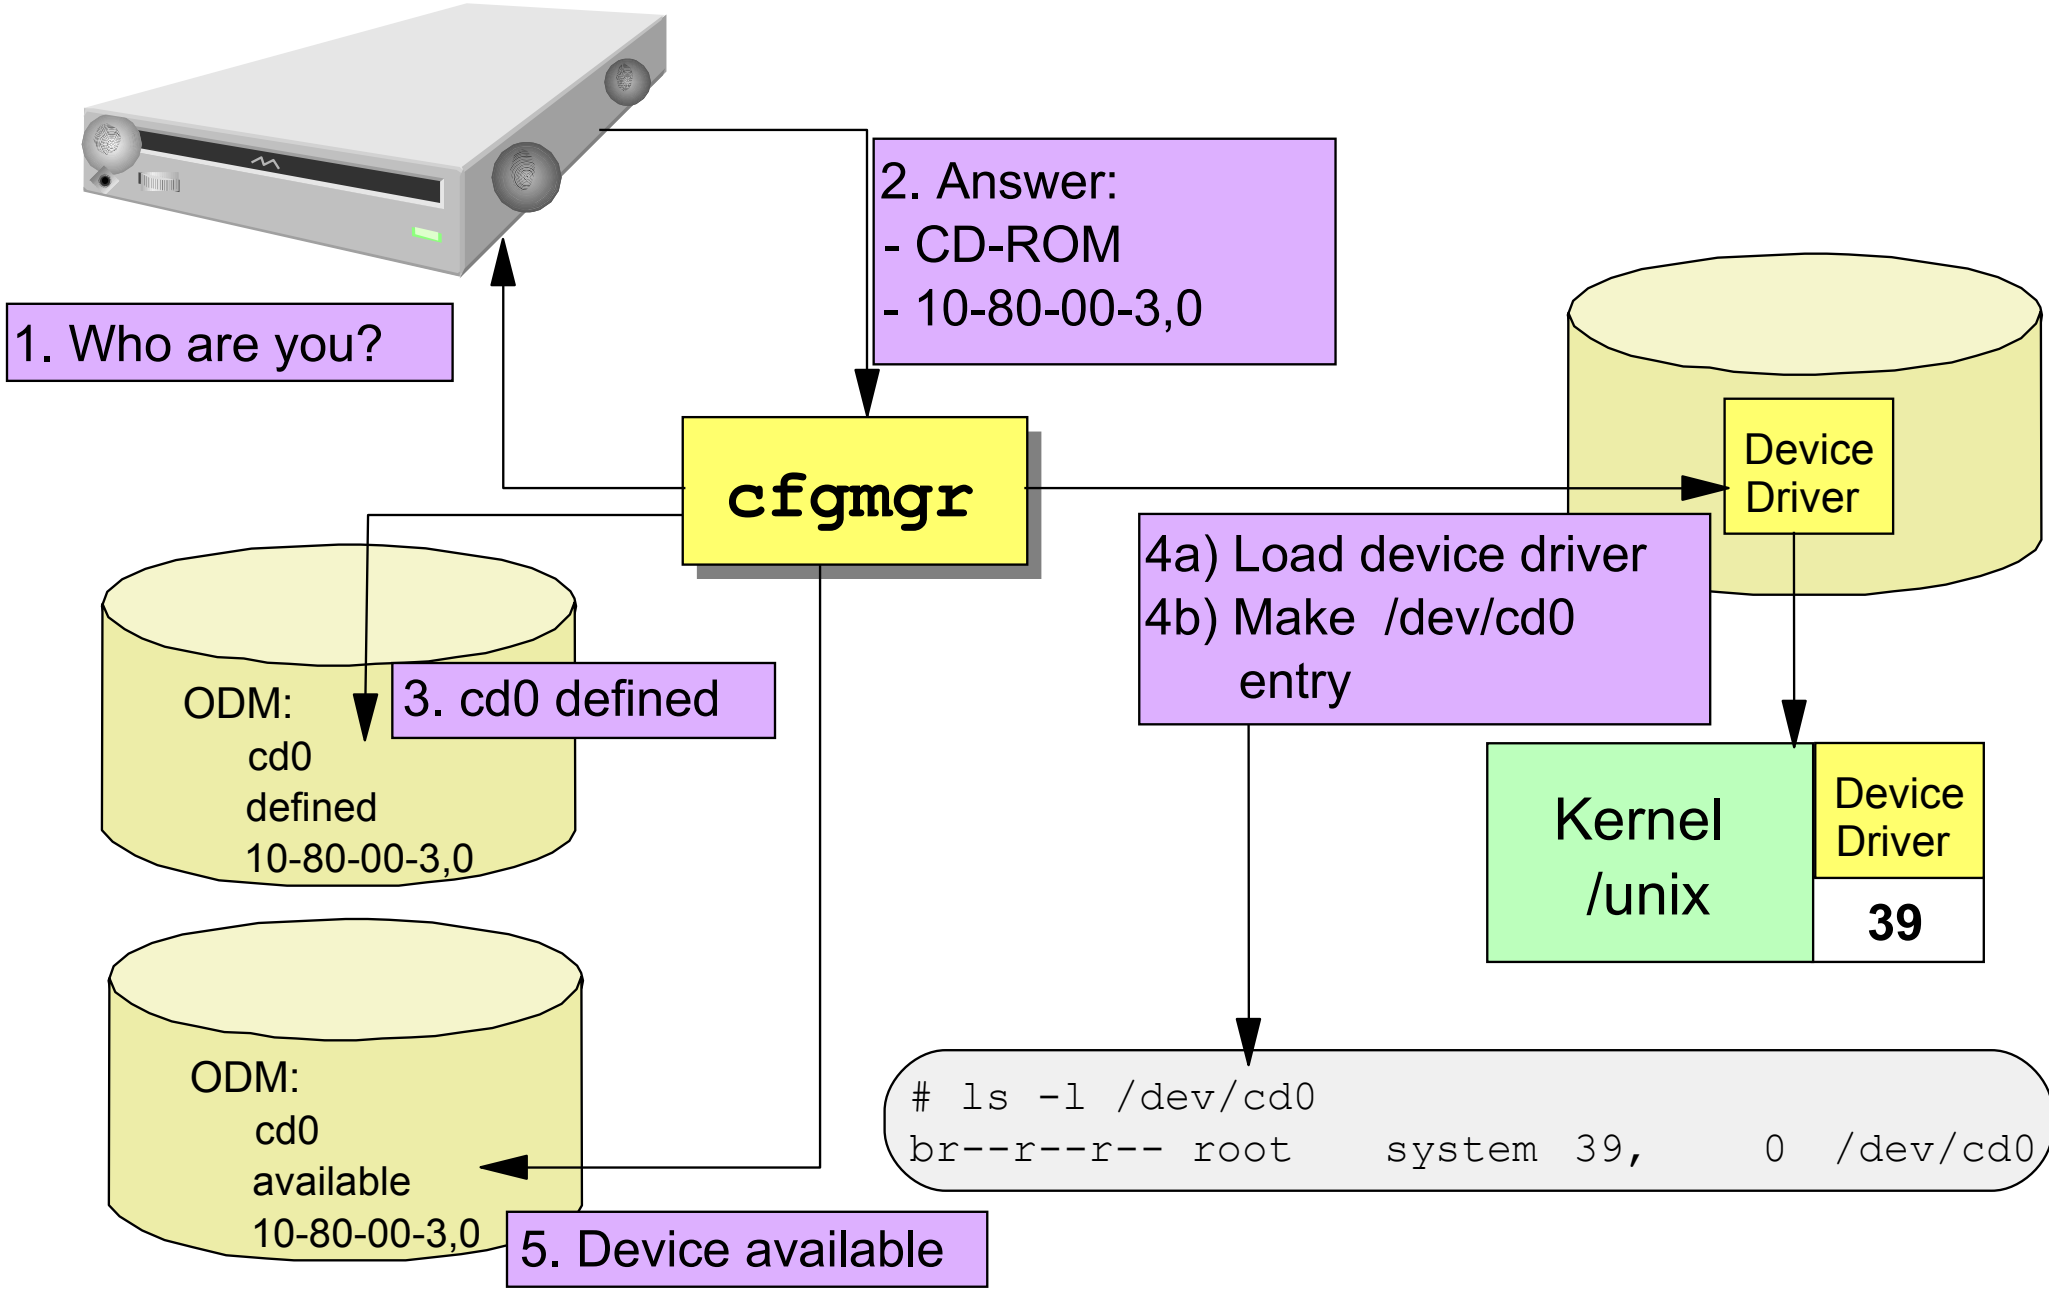 1. Who are you?
2. Answer:
- CD-ROM
- 10-80-00-3,0
cfgmgr
Device
Driver
3. cd0 defined
ODM:
cd0
defined
10-80-00-3,0
4a) Load device driver
4b) Make /dev/cd0
entry
Kernel
/unix
Device
Driver
39
ODM:
cd0
available
10-80-00-3,0
5. Device available
# ls -l /dev/cd0
br--r--r-- root system 39, 0 /dev/cd0